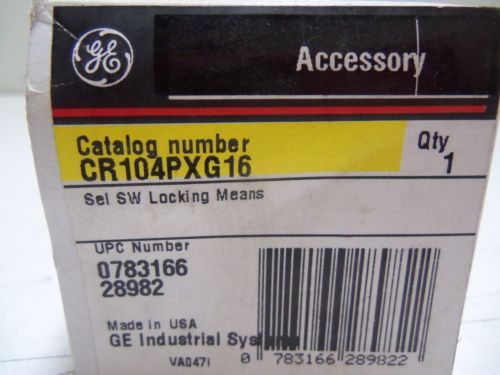 GE
Accessory
Catalog number
CR104PXG16
Qty
1
Sel SW Locking Means
UPC Number
0783166
28982
Made in USA
GE Industrial Systems
VA047I
0 783166 289822